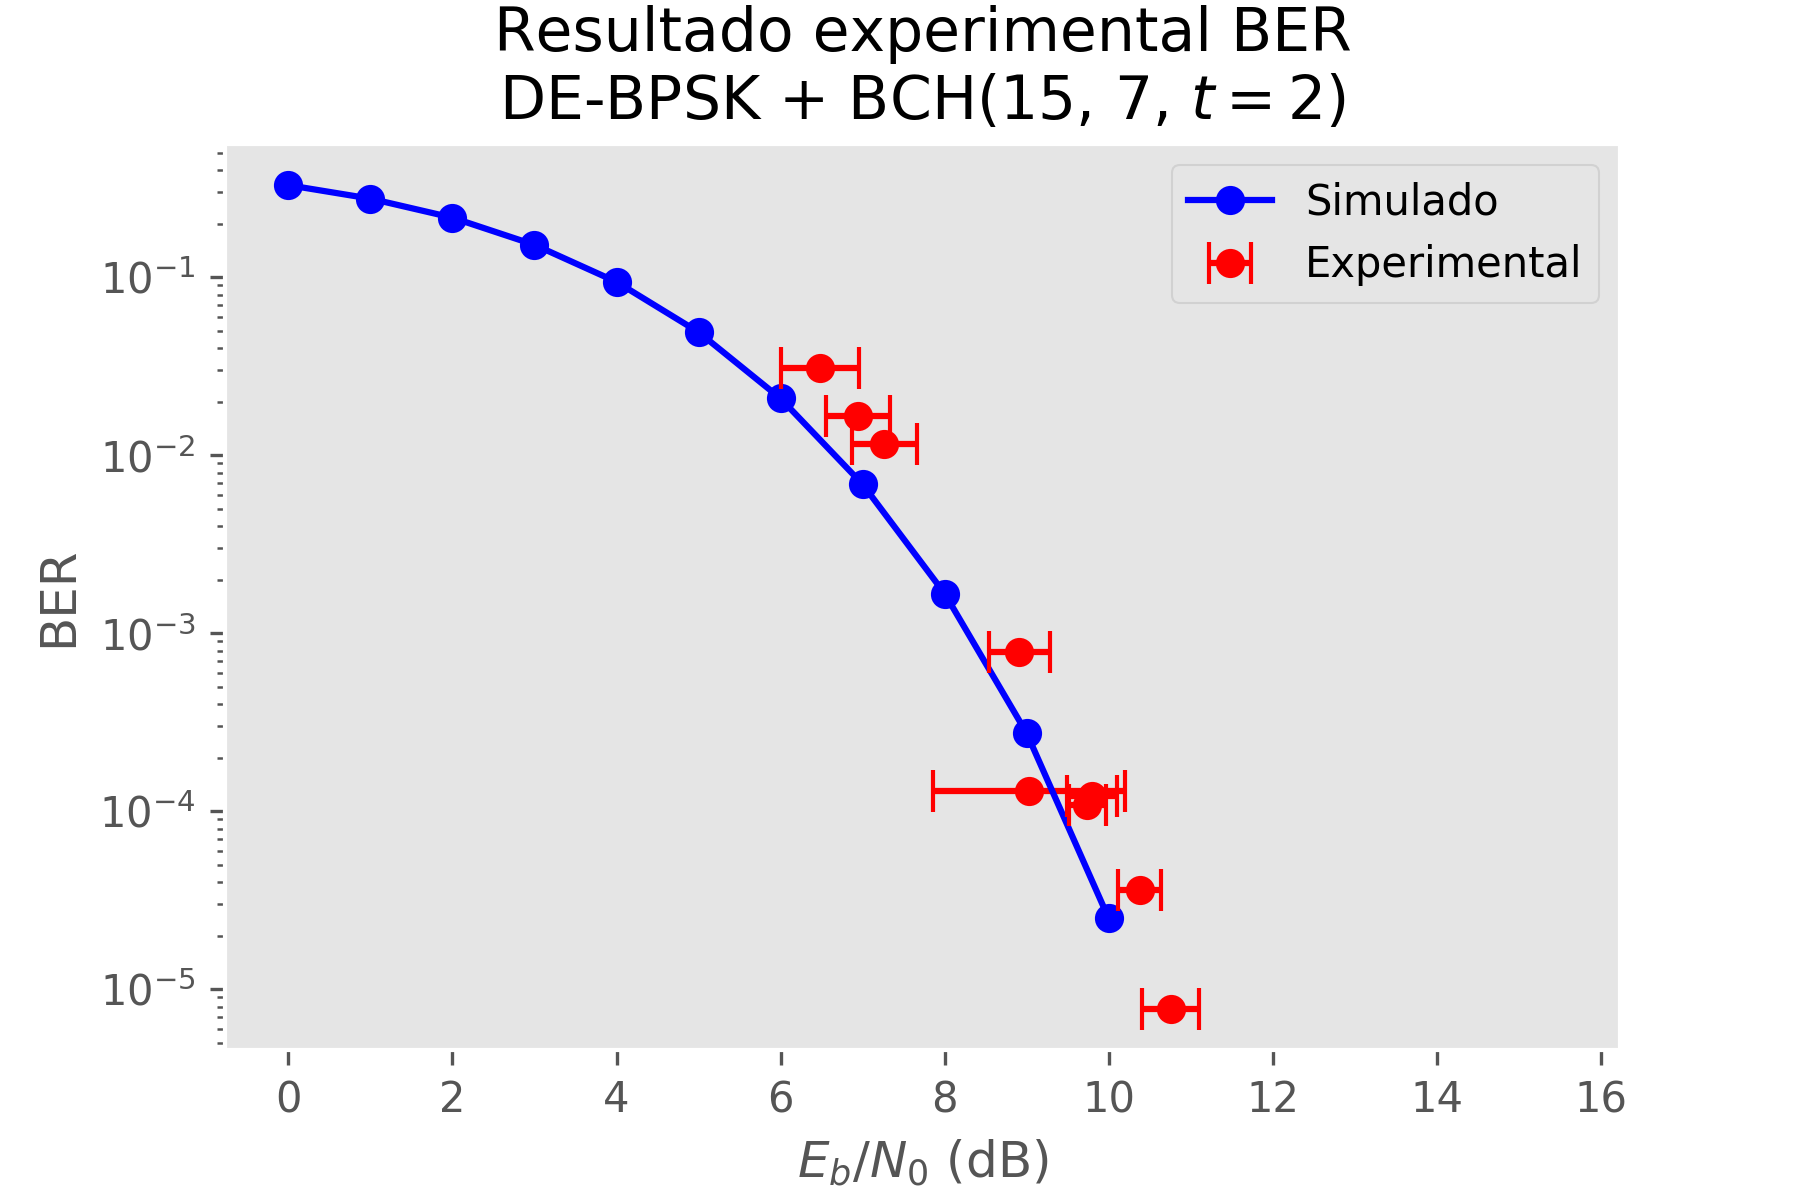 Resultado experimental BER
DE-BPSK + BCH(15, 7, t = 2)
Simulado
Experimental
BER
10⁻¹
10⁻²
10⁻³
10⁻⁴
10⁻⁵
0 2 4 6 8 10 12 14 16
E_b/N_0 (dB)